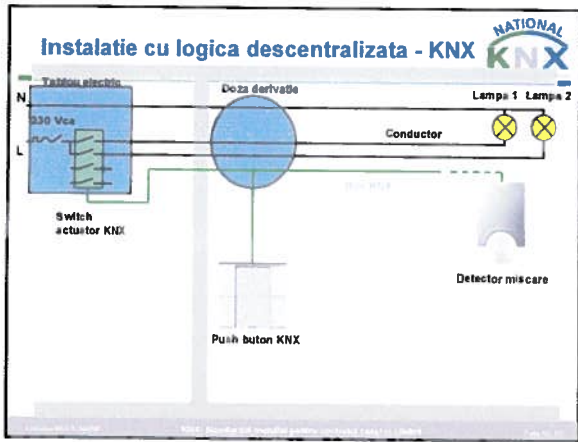 Instalatie cu logica descentralizata - KNX
NATIONAL
KNX
Tablou electric
Doza derivatie
Lampa 1 Lampa 2
N
230 Vca
Conductor
L
Switch
actuator KNX
Detector miscare
Push buton KNX